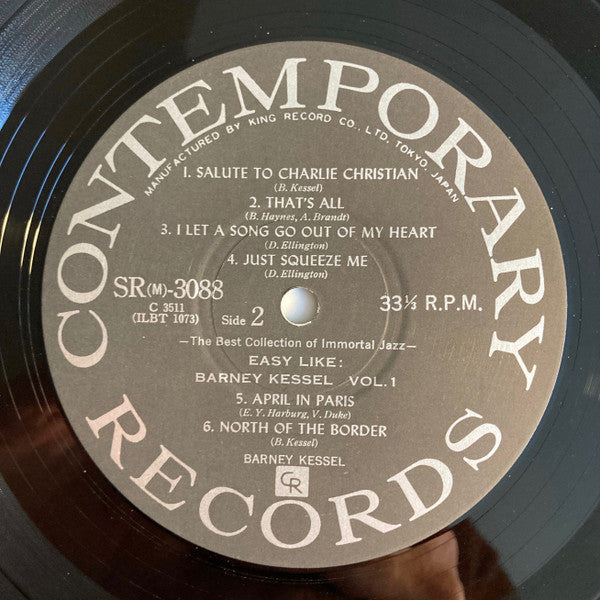 CONTEMPORARY
MANUFACTURED BY KING RECORD CO., LTD, TOKYO, JAPAN
1. SALUTE TO CHARLIE CHRISTIAN
(B. Kessel)
2. THAT'S ALL
(B. Haynes, A. Brandt)
3. I LET A SONG GO OUT OF MY HEART
(D. Ellington)
4. JUST SQUEEZE ME
(D. Ellington)
SR(M)-3088
C 3511
(ILBT 1073)
Side 2
33⅓ R.P.M.
—The Best Collection of Immortal Jazz—
EASY LIKE:
BARNEY KESSEL VOL.1
5. APRIL IN PARIS
(E. Y. Harburg, V. Duke)
6. NORTH OF THE BORDER
(B. Kessel)
BARNEY KESSEL
CR
RECORDS